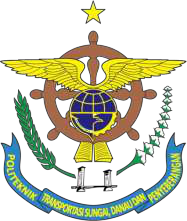 POLITEKNIK
TRANSPORTASI SUNGAI, DANAU DAN
PENYEBERANGAN